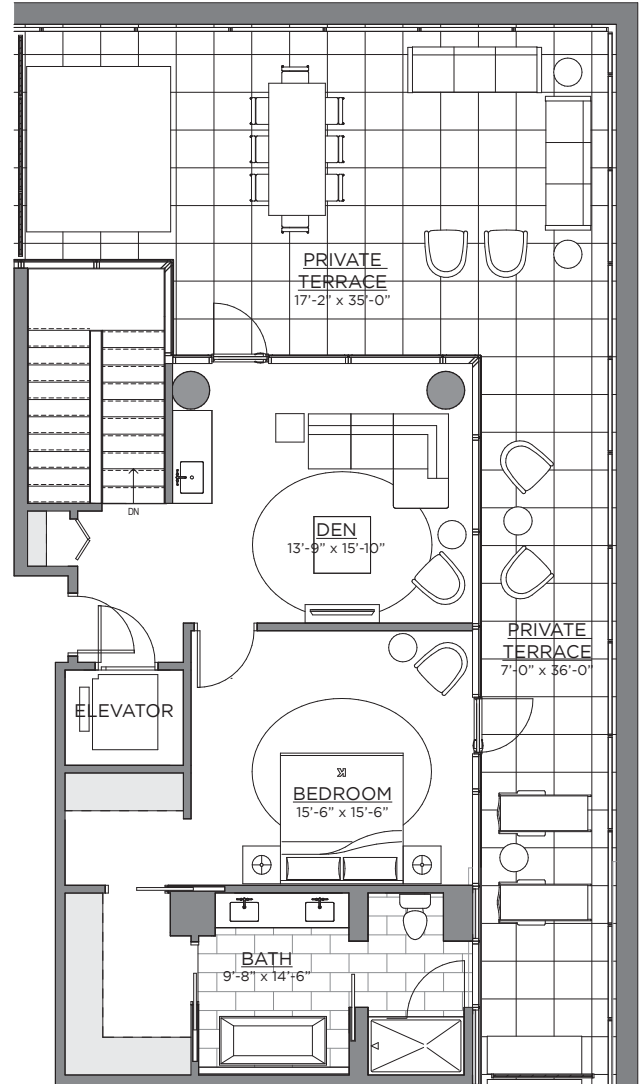 PRIVATE
TERRACE
17'-2" x 35'-0"
DN
DEN
13'-9" x 15'-10"
PRIVATE
TERRACE
7'-0" x 36'-0"
ELEVATOR
K
BEDROOM
15'-6" x 15'-6"
BATH
9'-8" x 14'-6"